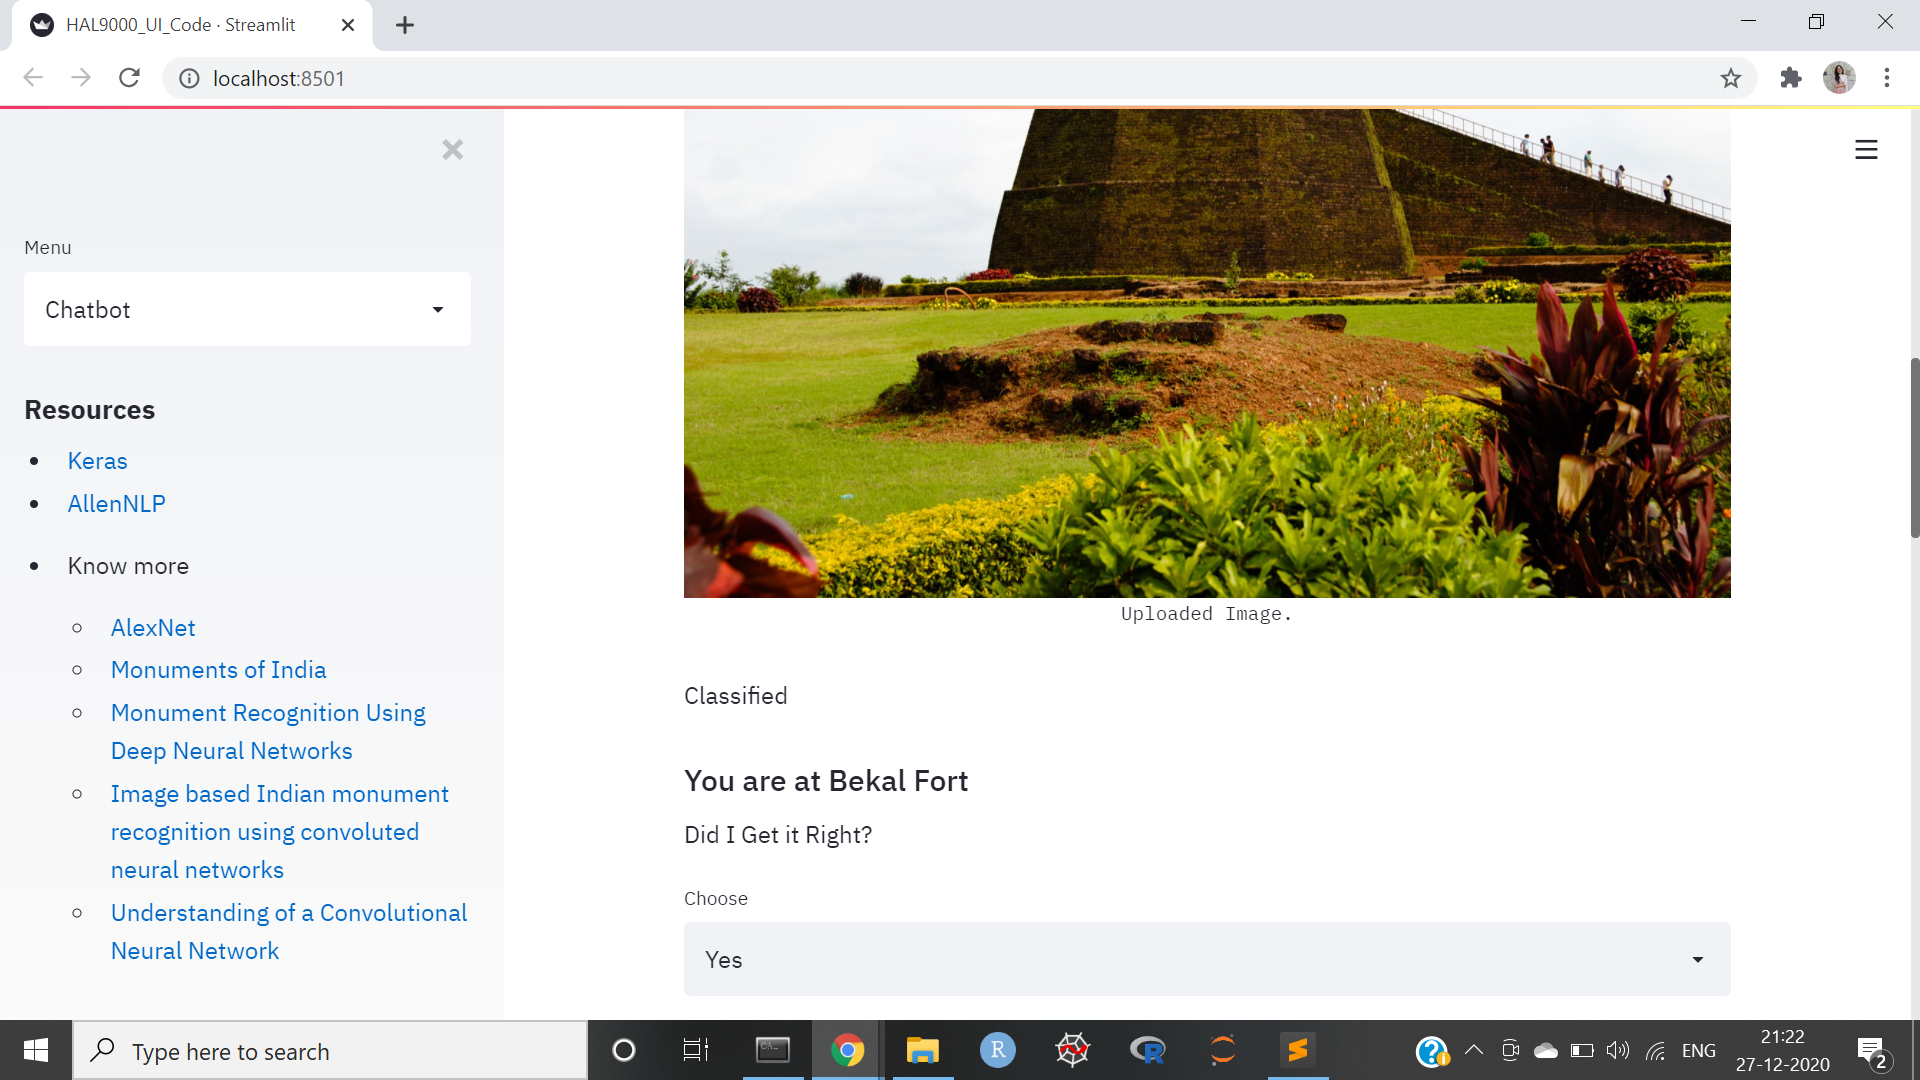 HAL9000_UI_Code · Streamlit
localhost:8501
Menu
Chatbot
Resources
Keras
AllenNLP
Know more
AlexNet
Monuments of India
Monument Recognition Using
Deep Neural Networks
Image based Indian monument
recognition using convoluted
neural networks
Understanding of a Convolutional
Neural Network
Uploaded Image.
Classified
You are at Bekal Fort
Did I Get it Right?
Choose
Yes
Type here to search
ENG
21:22
27-12-2020
2